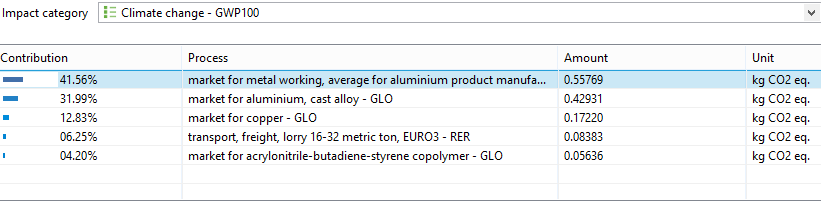 Impact category Climate change - GWP100
Contribution Process Amount Unit
41.56% market for metal working, average for aluminium product manufa... 0.55769 kg CO2 eq.
31.99% market for aluminium, cast alloy - GLO 0.42931 kg CO2 eq.
12.83% market for copper - GLO 0.17220 kg CO2 eq.
06.25% transport, freight, lorry 16-32 metric ton, EURO3 - RER 0.08383 kg CO2 eq.
04.20% market for acrylonitrile-butadiene-styrene copolymer - GLO 0.05636 kg CO2 eq.